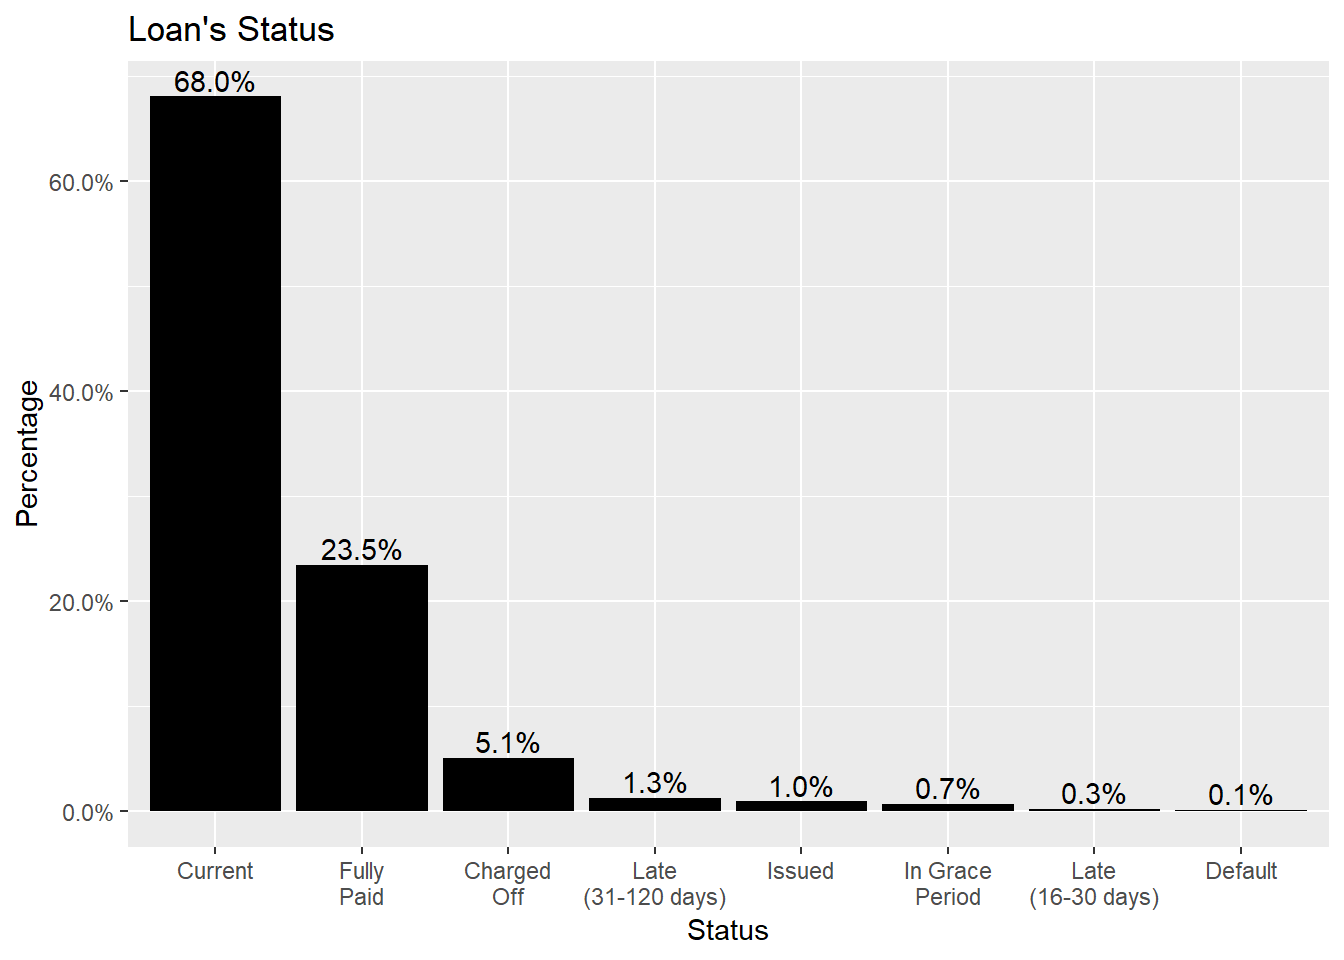 Loan's Status
68.0%
23.5%
5.1%
1.3%
1.0%
0.7%
0.3%
0.1%
60.0%
40.0%
20.0%
0.0%
Percentage
Current
Fully
Paid
Charged
Off
Late
(31-120 days)
Issued
In Grace
Period
Late
(16-30 days)
Default
Status